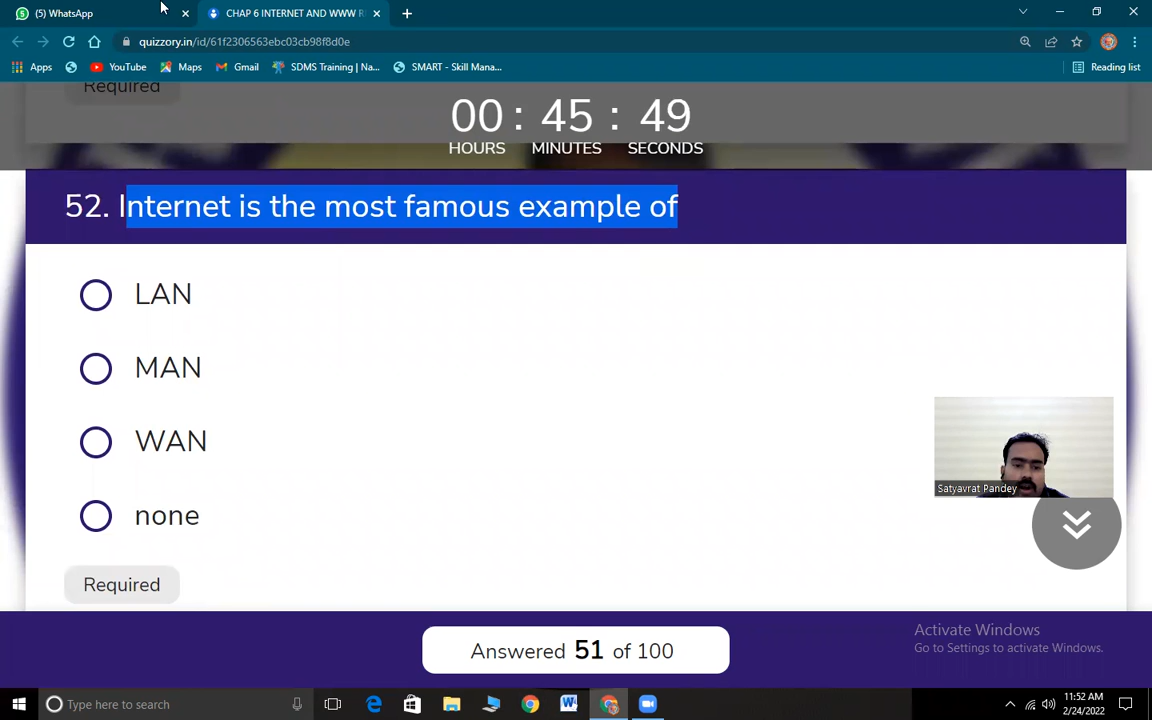 (5) WhatsApp
CHAP 6 INTERNET AND WWW R
quizzory.in/id/61f2306563ebc03cb98f8d0e
Apps
YouTube
Maps
Gmail
SDMS Training | Na...
SMART - Skill Mana...
Reading list
Required
00 : 45 : 49
HOURS MINUTES SECONDS
52. Internet is the most famous example of
LAN
MAN
WAN
none
Satyavrat Pandey
Required
Answered 51 of 100
Activate Windows
Go to Settings to activate Windows.
Type here to search
11:52 AM
2/24/2022